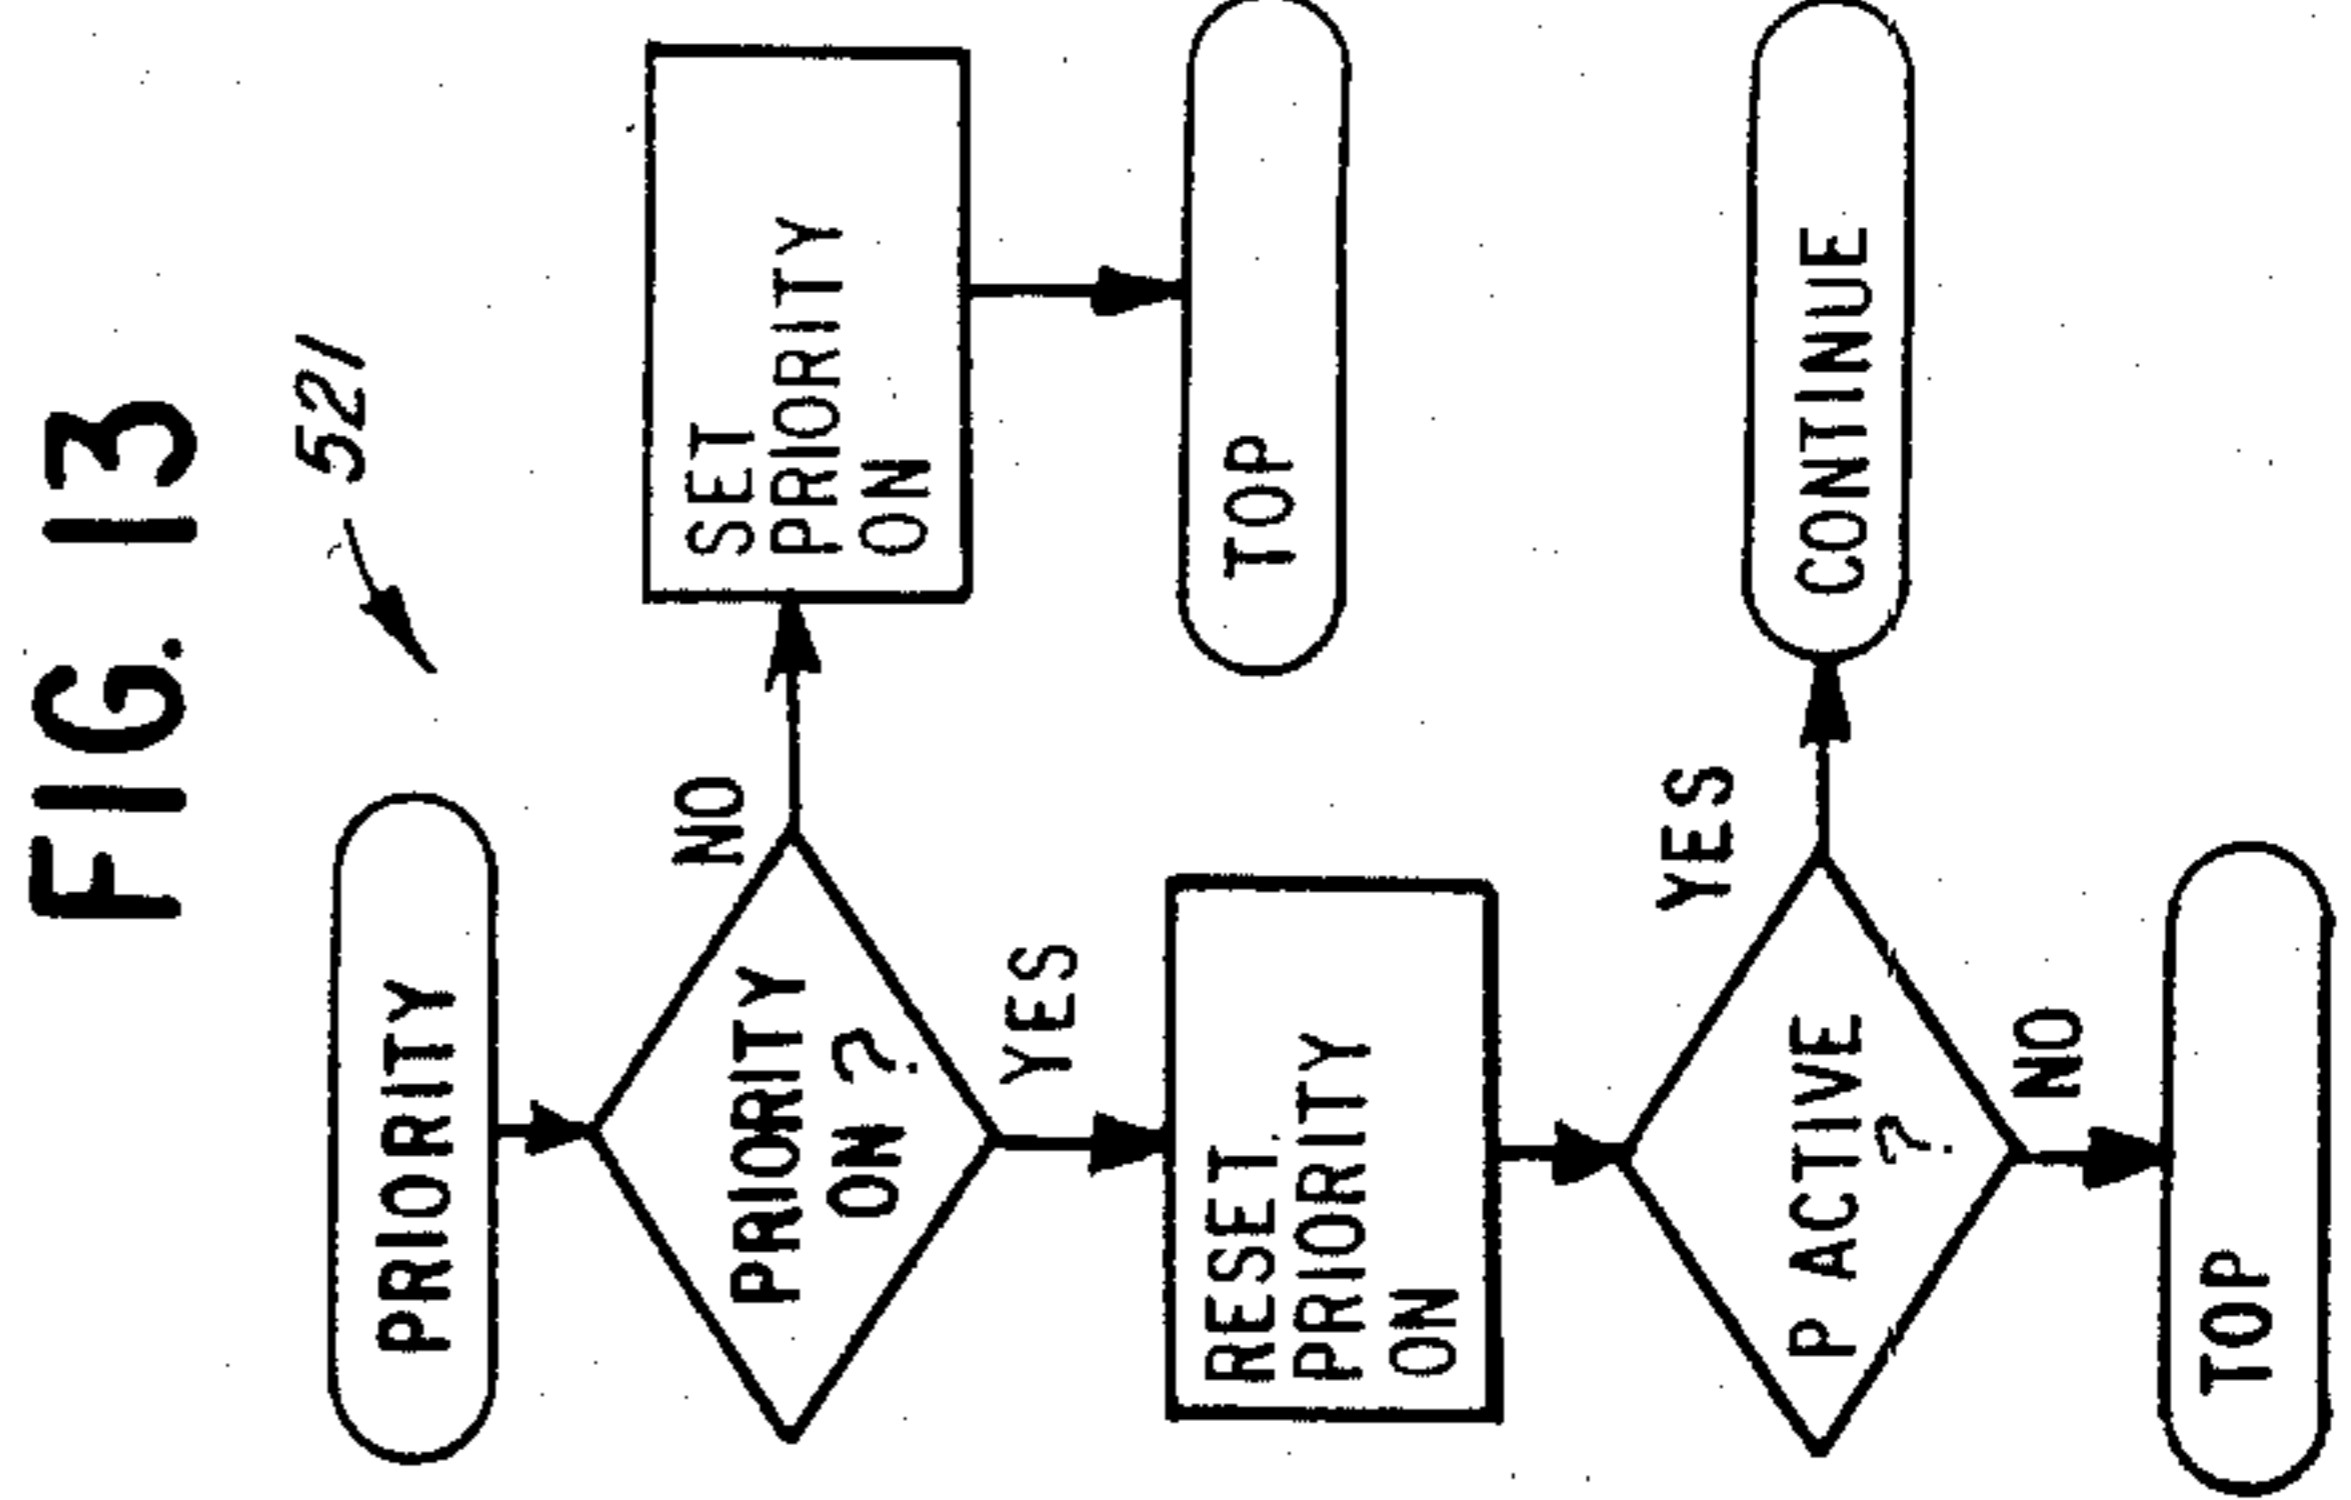 FIG. 13
521
PRIORITY
PRIORITY
ON ?
NO
SET
PRIORITY
ON
TOP
YES
RESET
PRIORITY
ON
P ACTIVE
?
YES
CONTINUE
NO
TOP